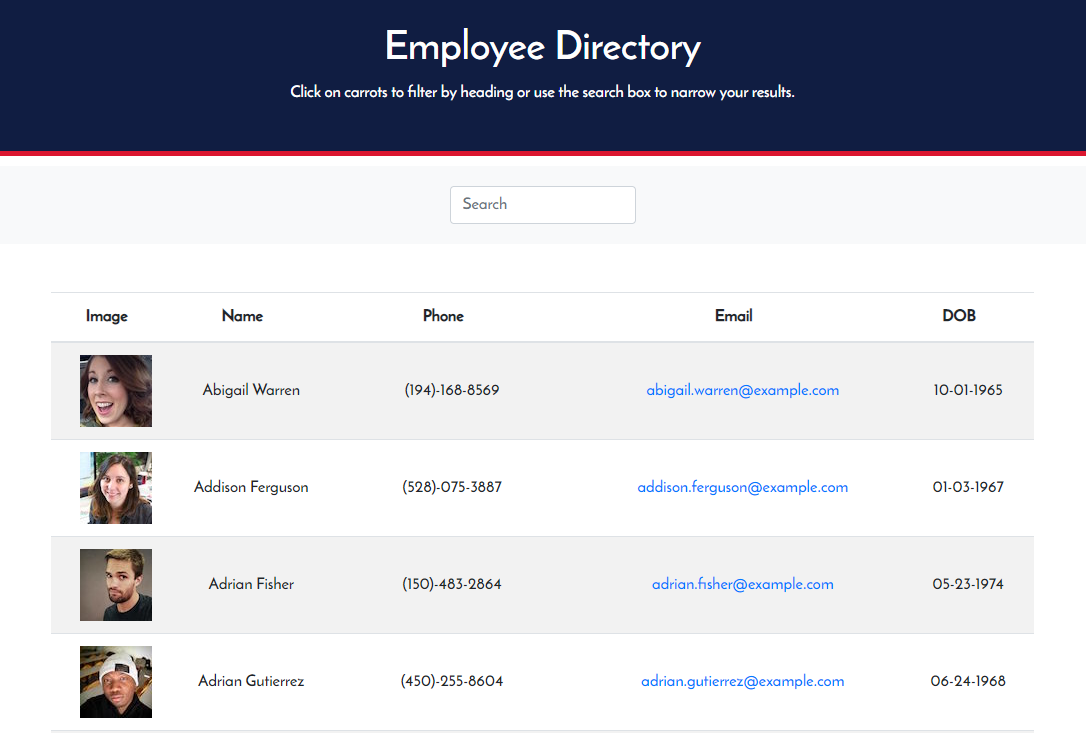 Employee Directory
Click on carrots to filter by heading or use the search box to narrow your results.
Search
Image Name Phone Email DOB
Abigail Warren (194)-168-8569 abigail.warren@example.com 10-01-1965
Addison Ferguson (528)-075-3887 addison.ferguson@example.com 01-03-1967
Adrian Fisher (150)-483-2864 adrian.fisher@example.com 05-23-1974
Adrian Gutierrez (450)-255-8604 adrian.gutierrez@example.com 06-24-1968